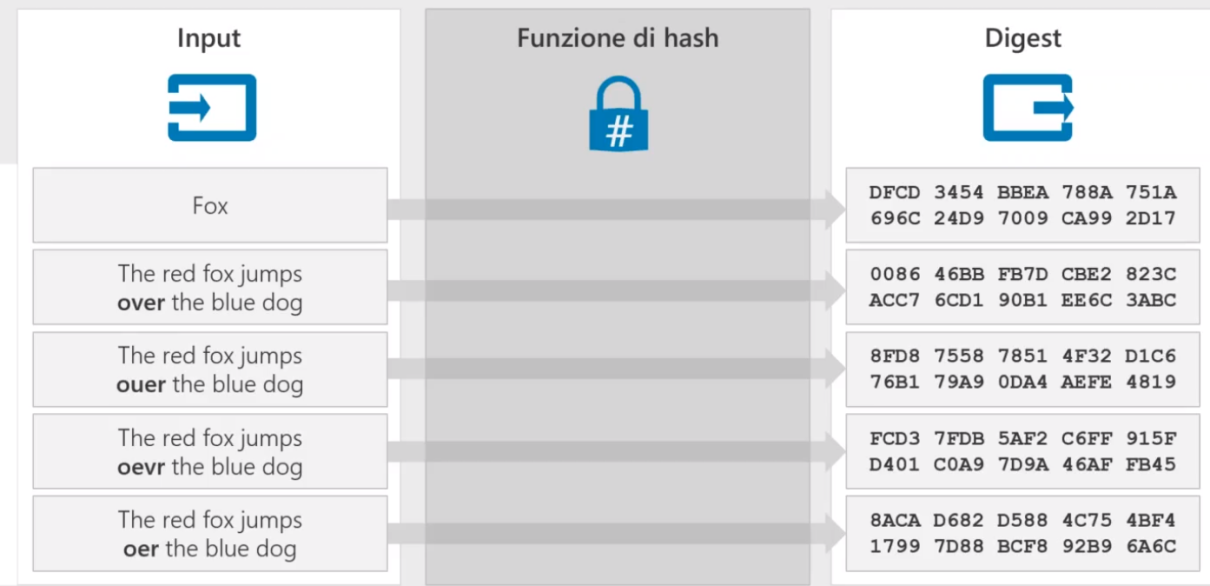 Input
Funzione di hash
Digest
#
Fox
DFCD 3454 BBEA 788A 751A
696C 24D9 7009 CA99 2D17
The red fox jumps
over the blue dog
0086 46BB FB7D CBE2 823C
ACC7 6CD1 90B1 EE6C 3ABC
The red fox jumps
ouer the blue dog
8FD8 7558 7851 4F32 D1C6
76B1 79A9 0DA4 AEFE 4819
The red fox jumps
oevr the blue dog
FCD3 7FDB 5AF2 C6FF 915F
D401 C0A9 7D9A 46AF FB45
The red fox jumps
oer the blue dog
8ACA D682 D588 4C75 4BF4
1799 7D88 BCF8 92B9 6A6C